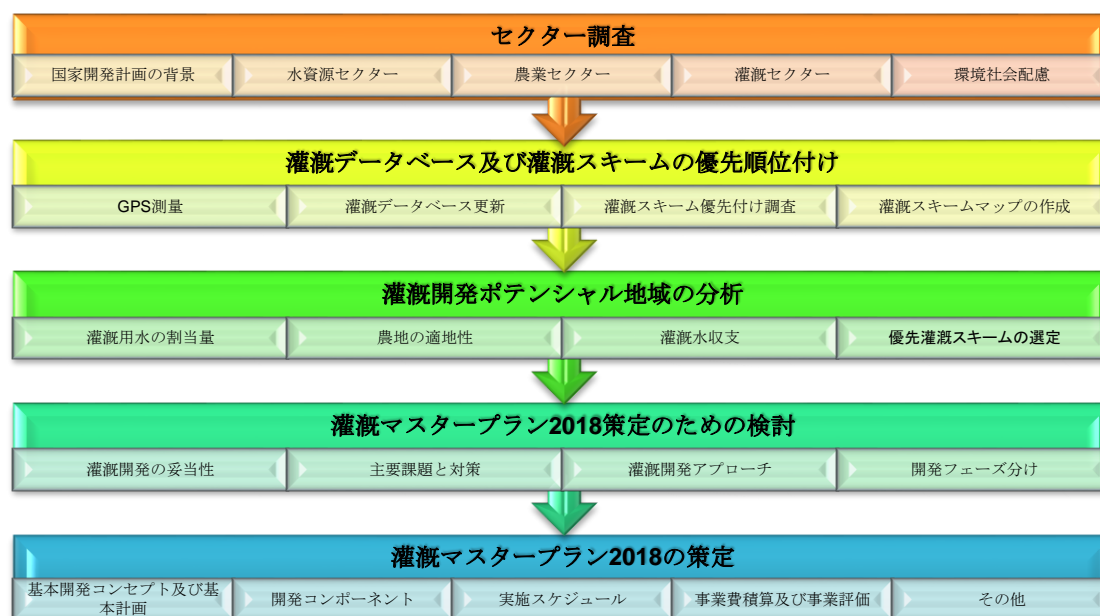 セクター調査
国家開発計画の背景
水資源セクター
農業セクター
灌漑セクター
環境社会配慮
灌漑データベース及び灌漑スキームの優先順位付け
GPS測量
灌漑データベース更新
灌漑スキーム優先付け調査
灌漑スキームマップの作成
灌漑開発ポテンシャル地域の分析
灌漑用水の割当量
農地の適地性
灌漑水収支
優先灌漑スキームの選定
灌漑マスタープラン2018策定のための検討
灌漑開発の妥当性
主要課題と対策
灌漑開発アプローチ
開発フェーズ分け
灌漑マスタープラン2018の策定
基本開発コンセプト及び基
本計画
開発コンポーネント
実施スケジュール
事業費積算及び事業評価
その他